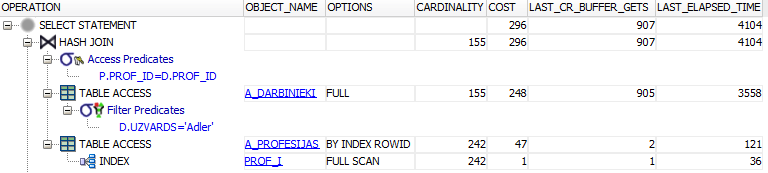 OPERATION OBJECT_NAME OPTIONS CARDINALITY COST LAST_CR_BUFFER_GETS LAST_ELAPSED_TIME
SELECT STATEMENT 296 907 4104
HASH JOIN 155 296 907 4104
Access Predicates
P.PROF_ID=D.PROF_ID
TABLE ACCESS A_DARBINIEKI FULL 155 248 905 3558
Filter Predicates
D.UZVARDS='Adler'
TABLE ACCESS A_PROFESIJAS BY INDEX ROWID 242 47 2 121
INDEX PROF_I FULL SCAN 242 1 1 36